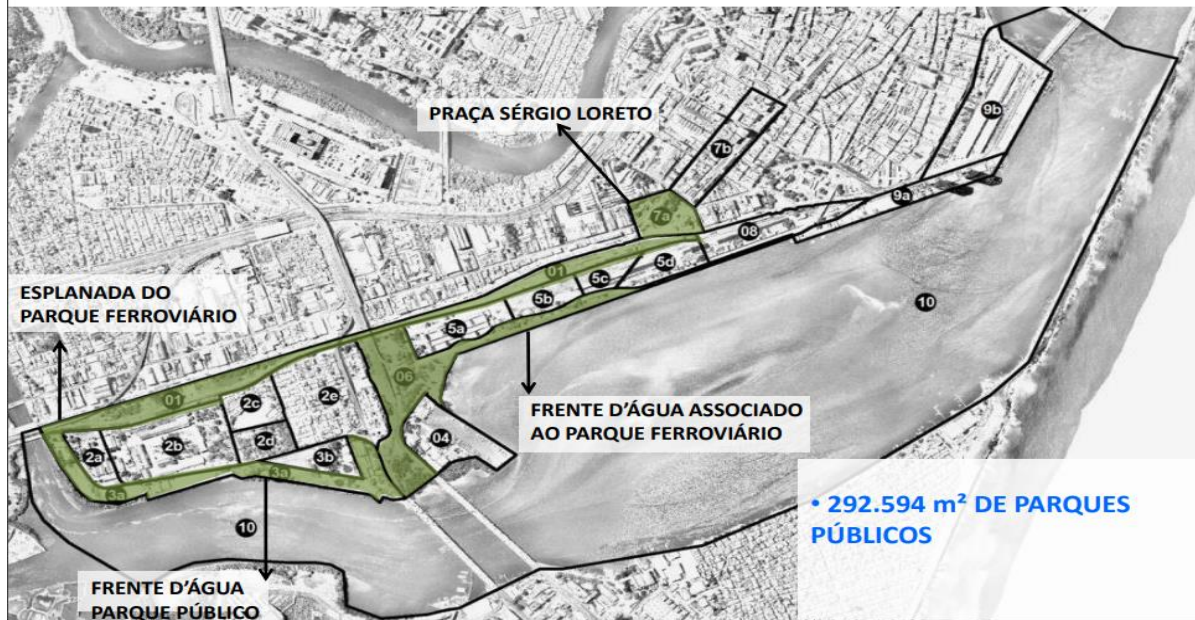 PRAÇA SÉRGIO LORETO
9b
7b
7a
9a
08
01
5d
5c
5b
10
ESPLANADA DO
PARQUE FERROVIÁRIO
5a
06
2e
2c
01
FRENTE D'ÁGUA ASSOCIADO
AO PARQUE FERROVIÁRIO
04
2b
2d
2a
3b
3a
3a
10
• 292.594 m² DE PARQUES
PÚBLICOS
FRENTE D'ÁGUA
PARQUE PÚBLICO